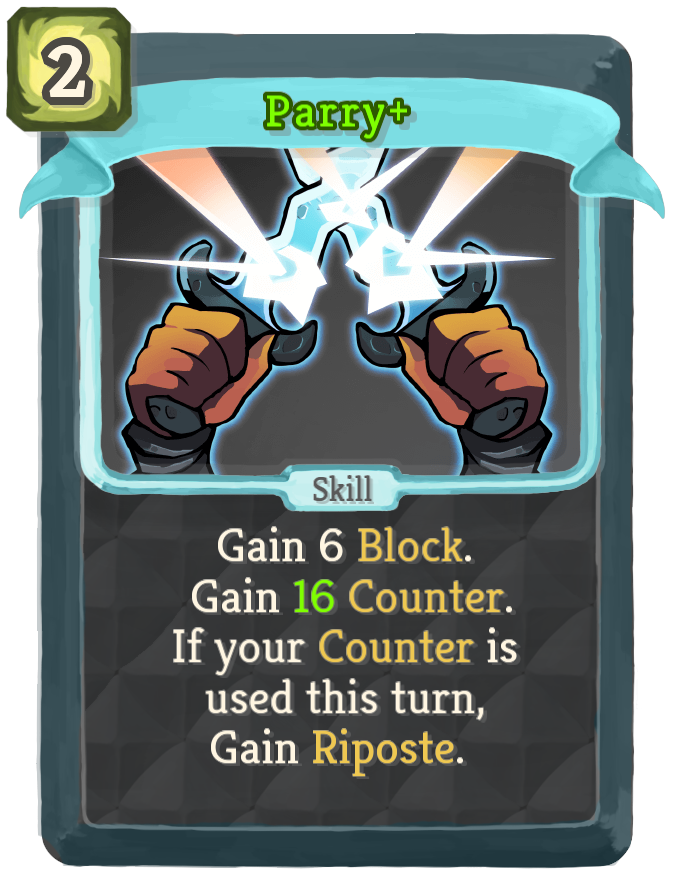 2
Parry+
Skill
Gain 6 Block.
Gain 16 Counter.
If your Counter is
used this turn,
Gain Riposte.